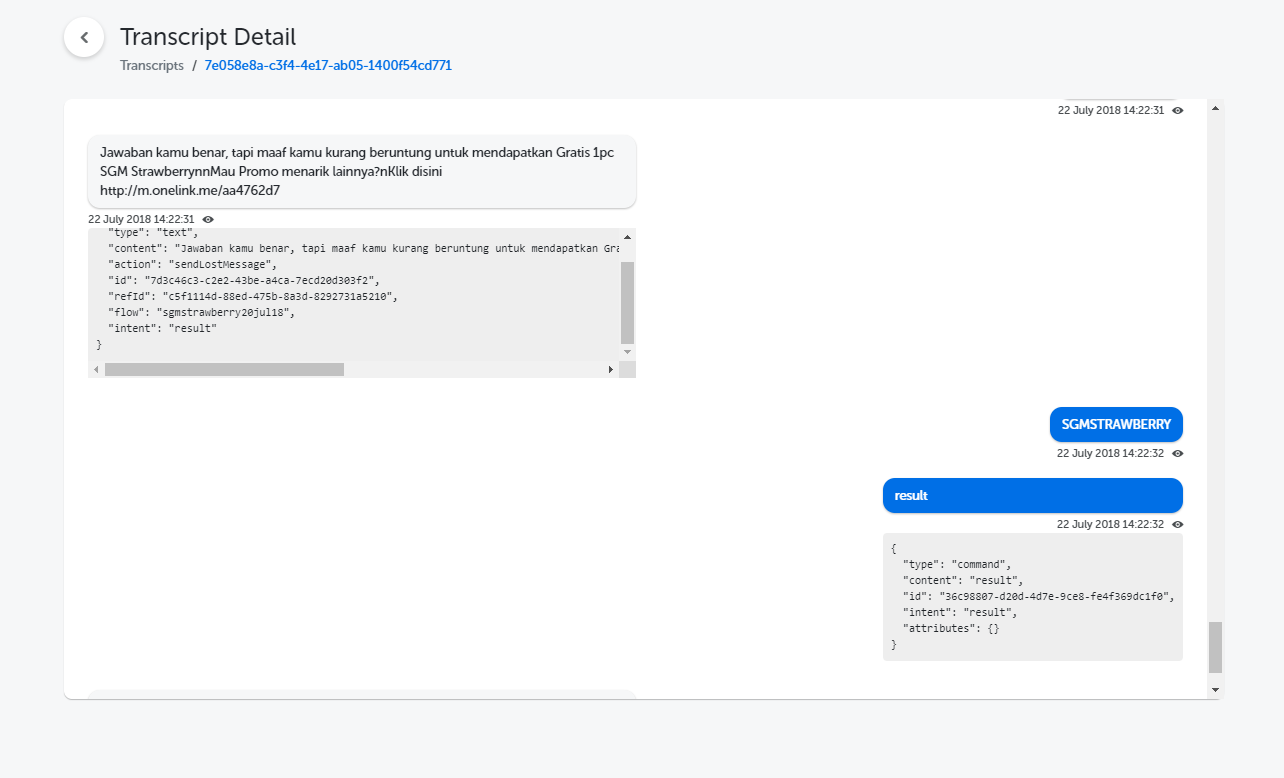 Transcript Detail
Transcripts / 7e058e8a-c3f4-4e17-ab05-1400f54cd771
22 July 2018 14:22:31
Jawaban kamu benar, tapi maaf kamu kurang beruntung untuk mendapatkan Gratis 1pc
SGM StrawberrynnMau Promo menarik lainnya?nKlik disini
http://m.onelink.me/aa4762d7
22 July 2018 14:22:31
"type": "text",
"content": "Jawaban kamu benar, tapi maaf kamu kurang beruntung untuk mendapatkan Gra
"action": "sendLostMessage",
"id": "7d3c46c3-c2e2-43be-a4ca-7ecd20d303f2",
"refId": "c5f1114d-88ed-475b-8a3d-8292731a5210",
"flow": "sgmstrawberry20jul18",
"intent": "result"
}
SGMSTRAWBERRY
22 July 2018 14:22:32
result
22 July 2018 14:22:32
{
"type": "command",
"content": "result",
"id": "36c98807-d20d-4d7e-9ce8-fe4f369dc1f0",
"intent": "result",
"attributes": {}
}